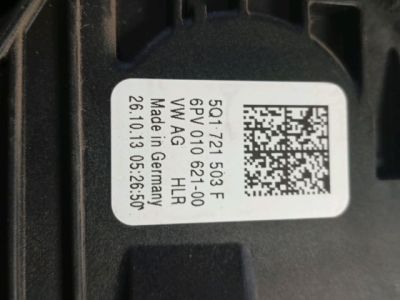 5Q1 721 503 F
6PV 010 621-00
VW AG HLR
Made in Germany
26.10.13 05:26:50